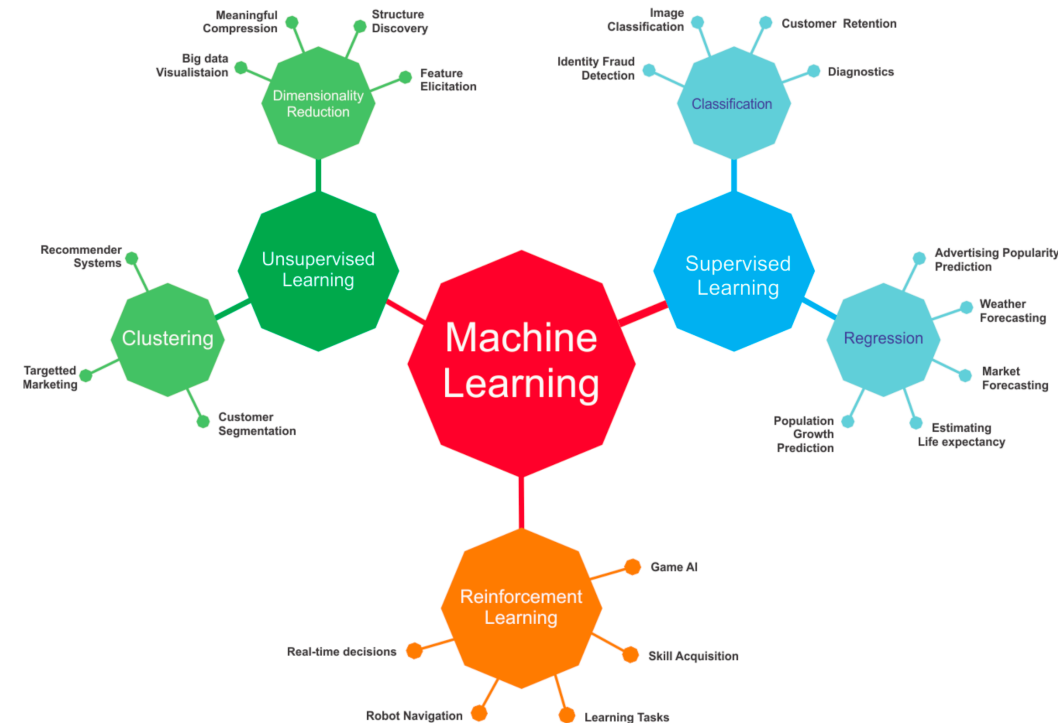 Meaningful
Compression
Structure
Discovery
Big data
Visualistaion
Feature
Elicitation
Dimensionality
Reduction
Image
Classification
Customer Retention
Identity Fraud
Detection
Diagnostics
Classification
Unsupervised
Learning
Supervised
Learning
Recommender
Systems
Clustering
Targetted
Marketing
Customer
Segmentation
Machine
Learning
Advertising Popularity
Prediction
Weather
Forecasting
Regression
Market
Forecasting
Population
Growth
Prediction
Estimating
Life expectancy
Reinforcement
Learning
Game AI
Real-time decisions
Skill Acquisition
Robot Navigation
Learning Tasks